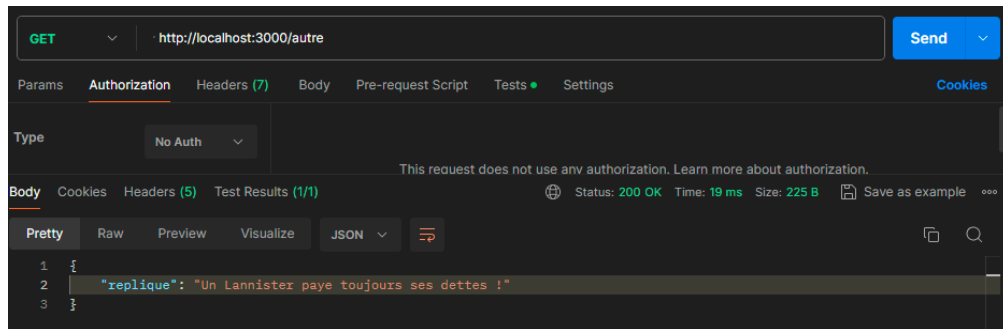 GET http://localhost:3000/autre Send
Params Authorization Headers (7) Body Pre-request Script Tests Settings Cookies
Type No Auth
This request does not use any authorization. Learn more about authorization.
Body Cookies Headers (5) Test Results (1/1) Status: 200 OK Time: 19 ms Size: 225 B Save as example
Pretty Raw Preview Visualize JSON
1 {
2 "replique": "Un Lannister paye toujours ses dettes !"
3 }